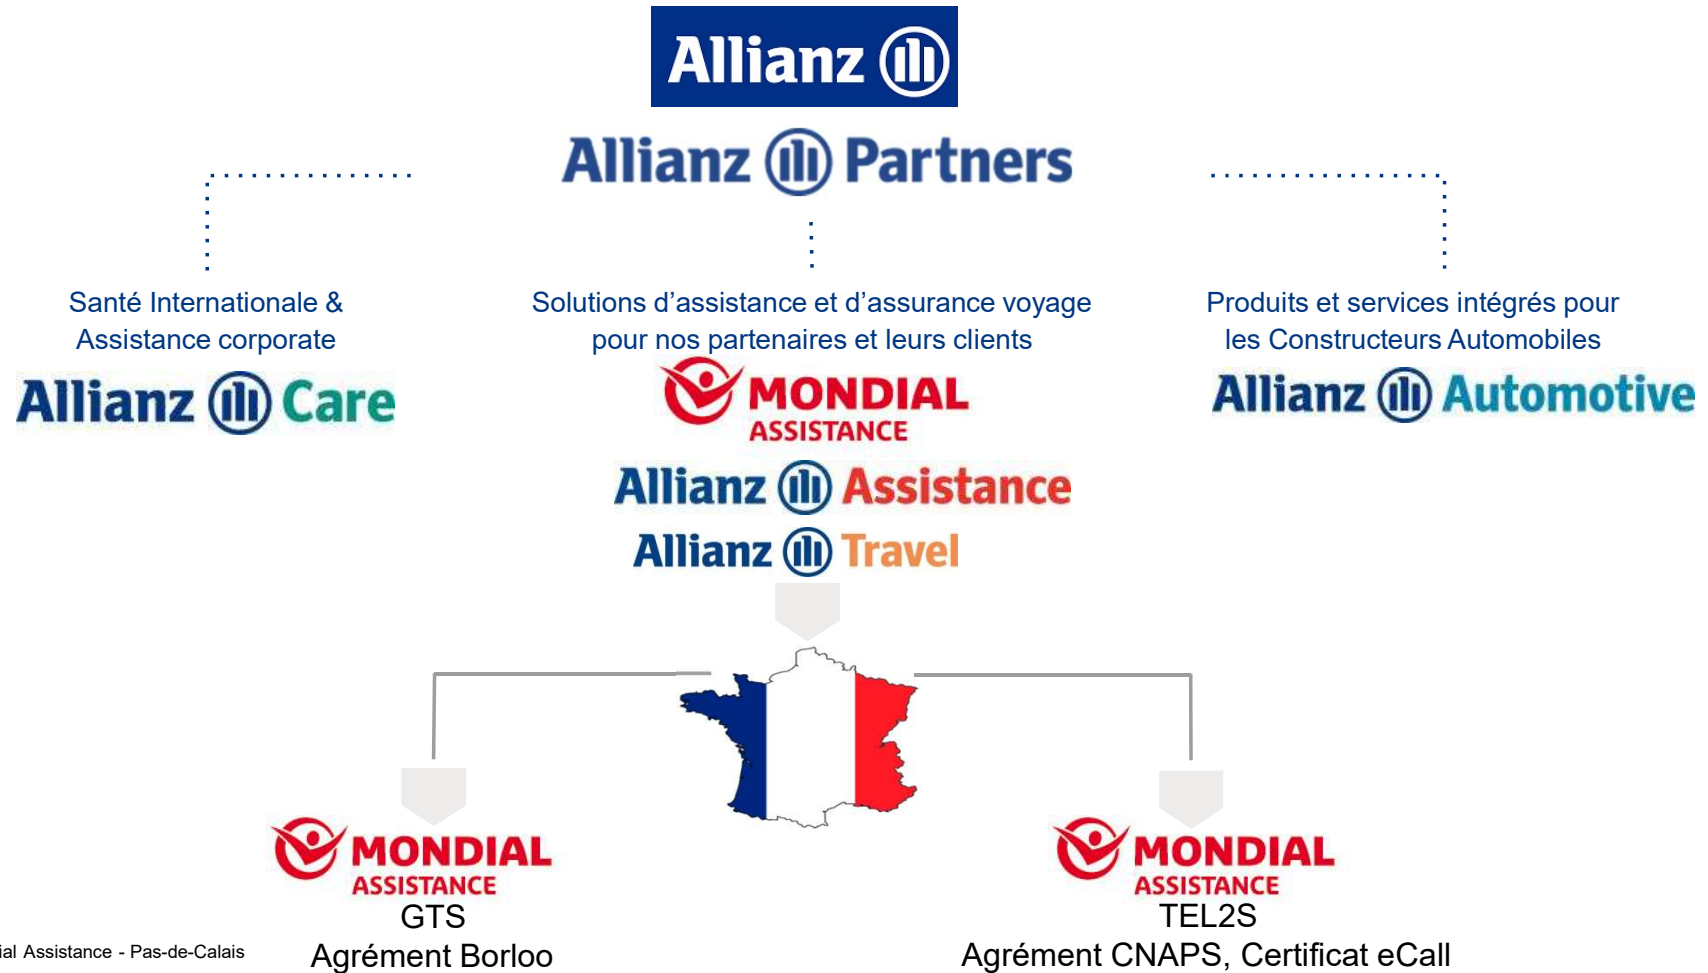 Allianz
Allianz Partners
Santé Internationale &
Assistance corporate
Allianz Care
Solutions d’assistance et d’assurance voyage
pour nos partenaires et leurs clients
MONDIAL
ASSISTANCE
Allianz Assistance
Allianz Travel
Produits et services intégrés pour
les Constructeurs Automobiles
Allianz Automotive
MONDIAL
ASSISTANCE
GTS
Agrément Borloo
MONDIAL
ASSISTANCE
TEL2S
Agrément CNAPS, Certificat eCall
ial Assistance - Pas-de-Calais